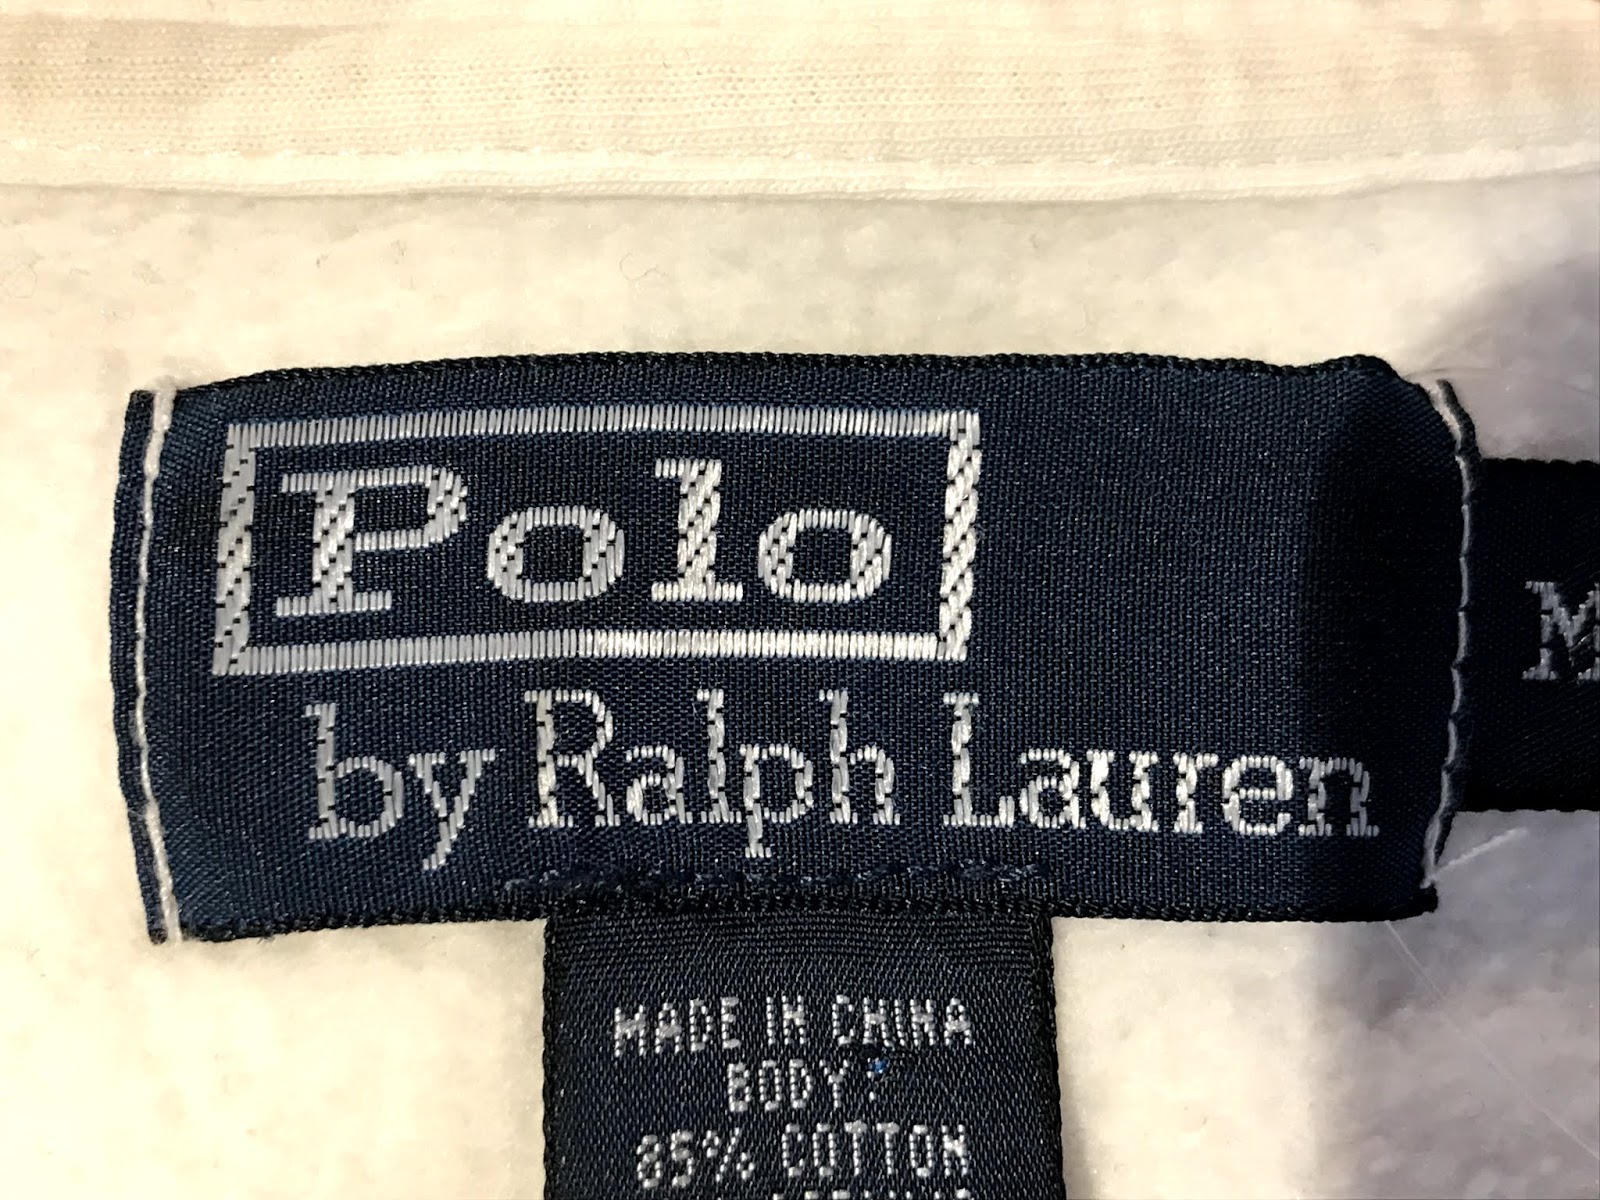 Polo
by Ralph Lauren
M
MADE IN CHINA
BODY:
85% COTTON